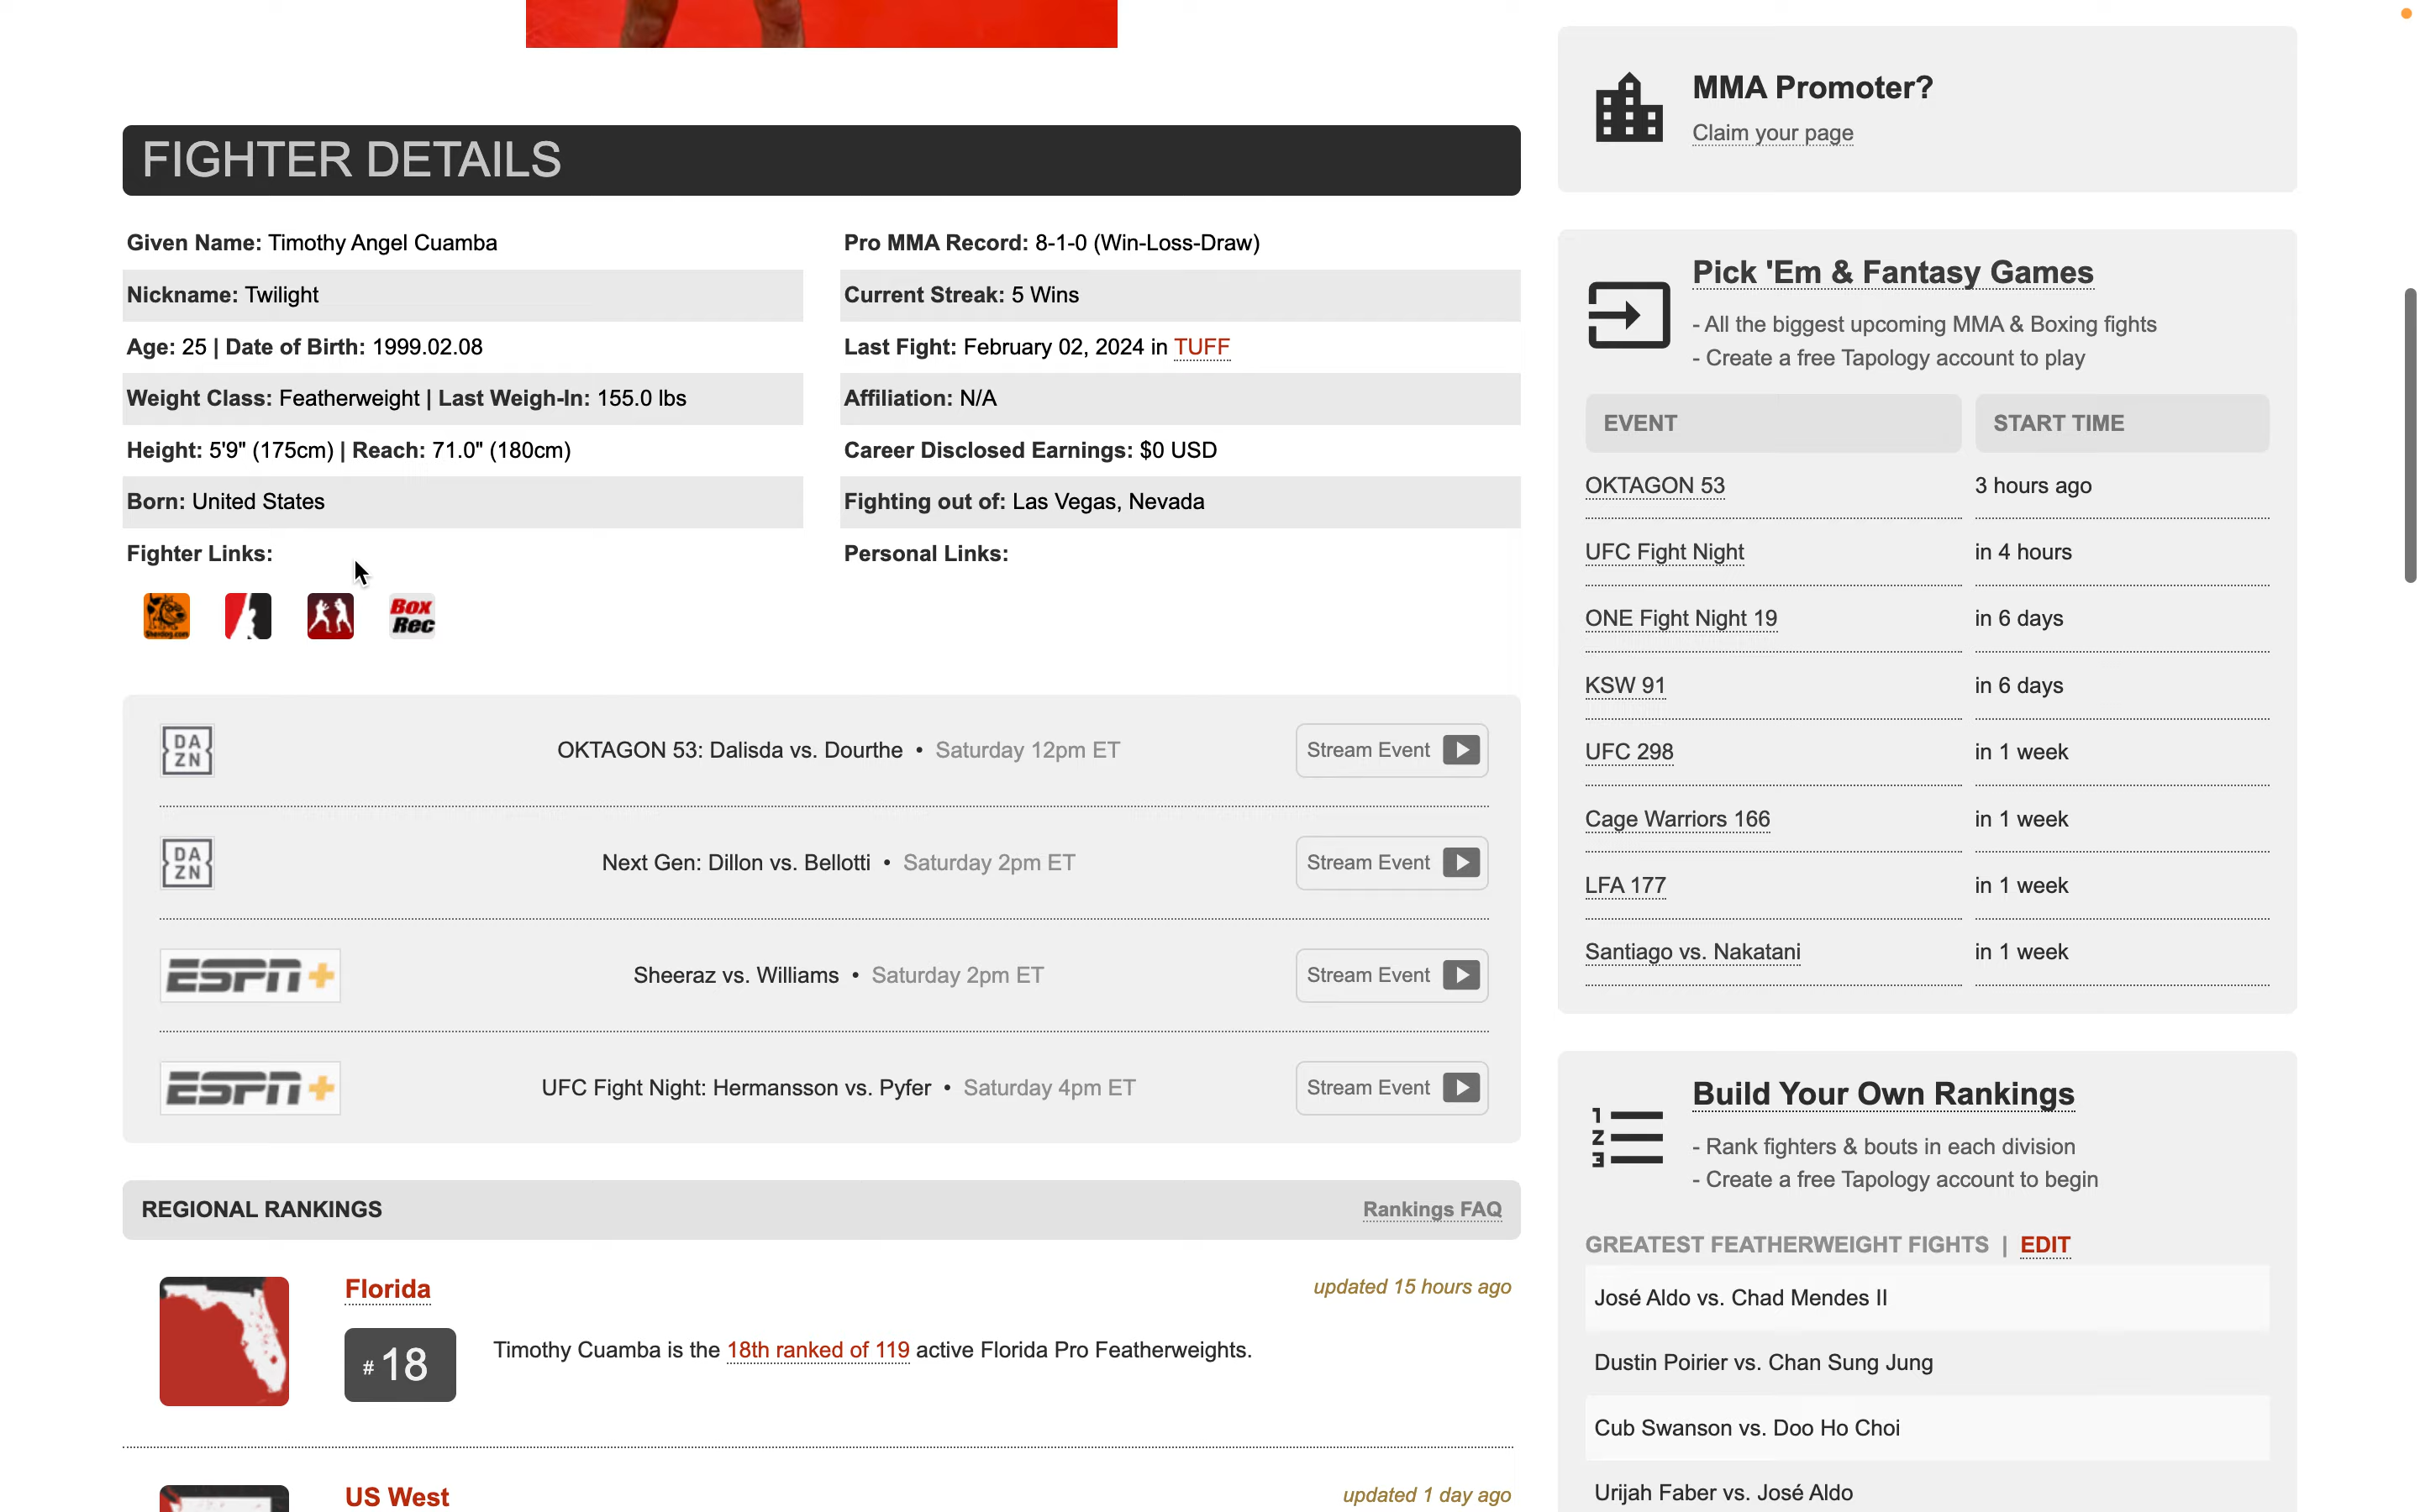 FIGHTER DETAILS
Given Name: Timothy Angel Cuamba
Nickname: Twilight
Age: 25 | Date of Birth: 1999.02.08
Weight Class: Featherweight | Last Weigh-In: 155.0 lbs
Height: 5'9" (175cm) | Reach: 71.0" (180cm)
Born: United States
Fighter Links:
Sherdog.com
Box
Rec
Pro MMA Record: 8-1-0 (Win-Loss-Draw)
Current Streak: 5 Wins
Last Fight: February 02, 2024 in TUFF
Affiliation: N/A
Career Disclosed Earnings: $0 USD
Fighting out of: Las Vegas, Nevada
Personal Links:
DA
ZN
OKTAGON 53: Dalisda vs. Dourthe • Saturday 12pm ET
Stream Event
DA
ZN
Next Gen: Dillon vs. Bellotti • Saturday 2pm ET
Stream Event
ESPN+
Sheeraz vs. Williams • Saturday 2pm ET
Stream Event
ESPN+
UFC Fight Night: Hermansson vs. Pyfer • Saturday 4pm ET
Stream Event
REGIONAL RANKINGS
Rankings FAQ
Florida
updated 15 hours ago
#18
Timothy Cuamba is the 18th ranked of 119 active Florida Pro Featherweights.
US West
updated 1 day ago
MMA Promoter?
Claim your page
Pick 'Em & Fantasy Games
- All the biggest upcoming MMA & Boxing fights
- Create a free Tapology account to play
EVENT START TIME
OKTAGON 53 3 hours ago
UFC Fight Night in 4 hours
ONE Fight Night 19 in 6 days
KSW 91 in 6 days
UFC 298 in 1 week
Cage Warriors 166 in 1 week
LFA 177 in 1 week
Santiago vs. Nakatani in 1 week
1
2
3
Build Your Own Rankings
- Rank fighters & bouts in each division
- Create a free Tapology account to begin
GREATEST FEATHERWEIGHT FIGHTS | EDIT
José Aldo vs. Chad Mendes II
Dustin Poirier vs. Chan Sung Jung
Cub Swanson vs. Doo Ho Choi
Urijah Faber vs. José Aldo